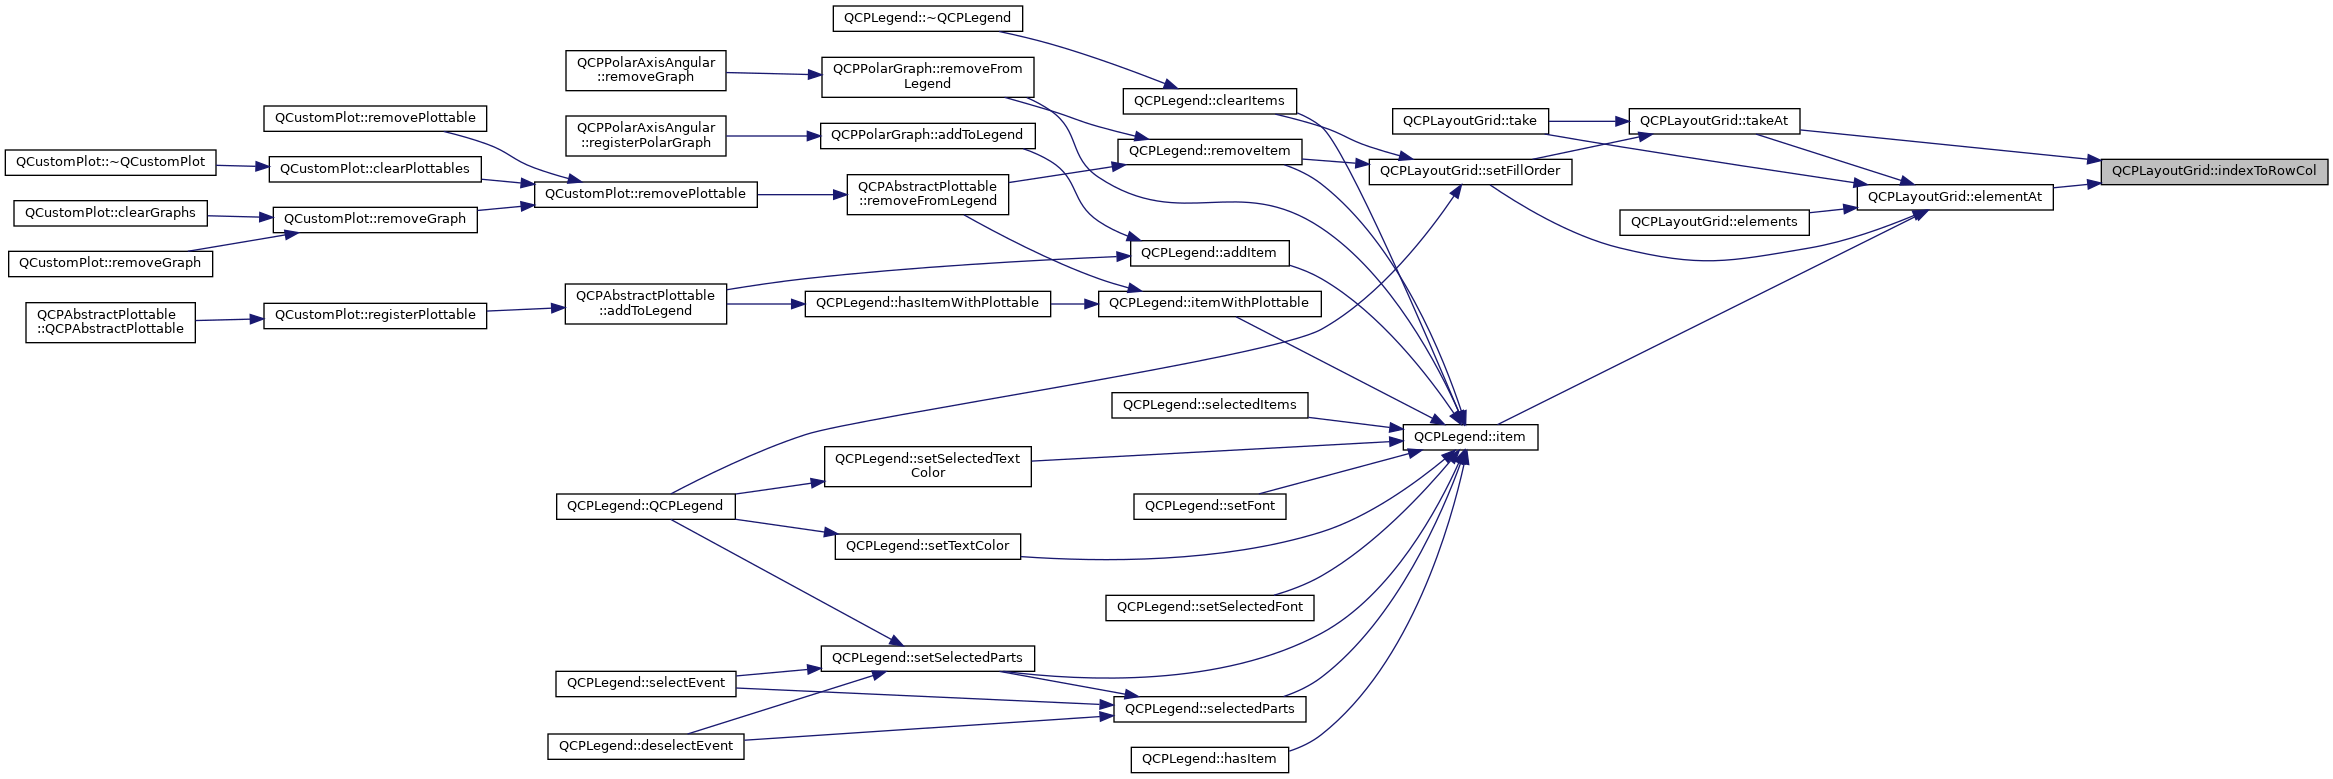 QCPLegend::~QCPLegend
QCPPolarAxisAngular
::removeGraph
QCPPolarGraph::removeFrom
Legend
QCPLegend::clearItems
QCustomPlot::removePlottable
QCPPolarAxisAngular
::registerPolarGraph
QCPPolarGraph::addToLegend
QCPLayoutGrid::take
QCPLayoutGrid::takeAt
QCPLegend::removeItem
QCustomPlot::~QCustomPlot
QCustomPlot::clearPlottables
QCPLayoutGrid::setFillOrder
QCPLayoutGrid::indexToRowCol
QCustomPlot::removePlottable
QCPAbstractPlottable
::removeFromLegend
QCPLayoutGrid::elementAt
QCustomPlot::clearGraphs
QCustomPlot::removeGraph
QCPLayoutGrid::elements
QCustomPlot::removeGraph
QCPLegend::addItem
QCPAbstractPlottable
::QCPAbstractPlottable
QCustomPlot::registerPlottable
QCPAbstractPlottable
::addToLegend
QCPLegend::hasItemWithPlottable
QCPLegend::itemWithPlottable
QCPLegend::selectedItems
QCPLegend::item
QCPLegend::setSelectedText
Color
QCPLegend::QCPLegend
QCPLegend::setFont
QCPLegend::setTextColor
QCPLegend::setSelectedFont
QCPLegend::setSelectedParts
QCPLegend::selectEvent
QCPLegend::selectedParts
QCPLegend::deselectEvent
QCPLegend::hasItem